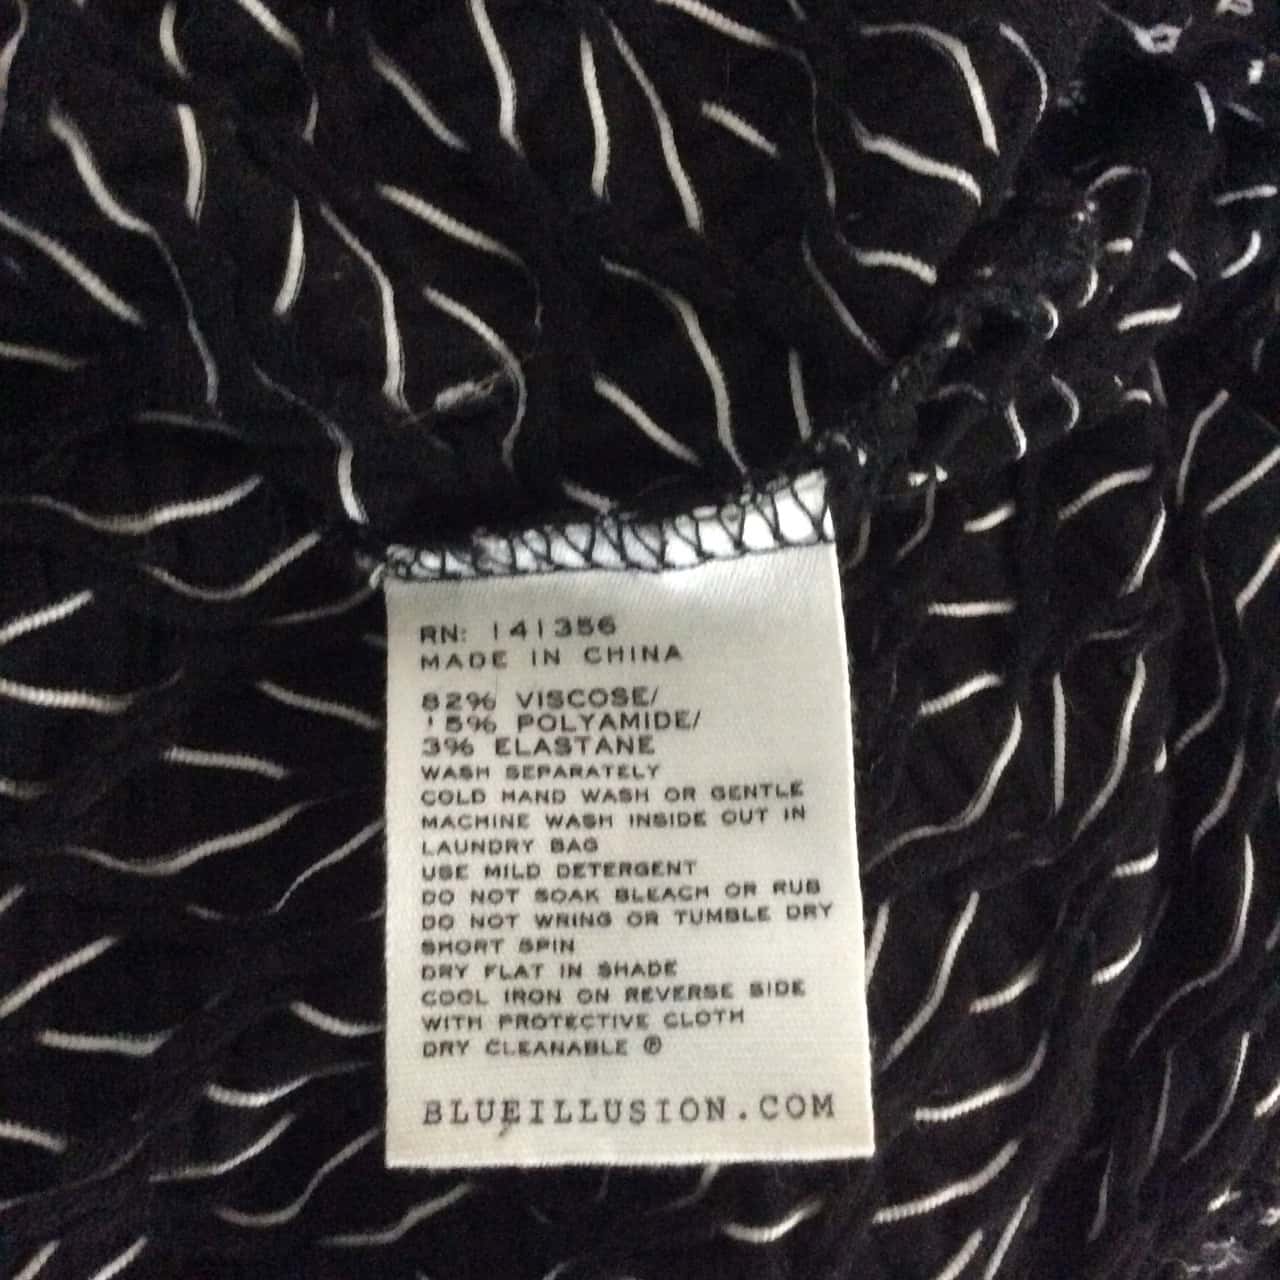 RN: 141356
MADE IN CHINA
82% VISCOSE/
15% POLYAMIDE/
3% ELASTANE
WASH SEPARATELY
COLD HAND WASH OR GENTLE
MACHINE WASH INSIDE OUT IN
LAUNDRY BAG
USE MILD DETERGENT
DO NOT SOAK BLEACH OR RUB
DO NOT WRING OR TUMBLE DRY
SHORT SPIN
DRY FLAT IN SHADE
COOL IRON ON REVERSE SIDE
WITH PROTECTIVE CLOTH
DRY CLEANABLE Ⓟ
BLUEILLUSION.COM